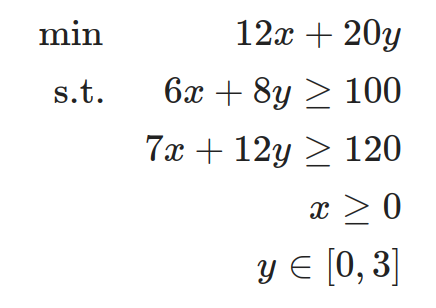 min 12x + 20y
s.t. 6x + 8y ≥ 100
7x + 12y ≥ 120
x ≥ 0
y ∈ [0, 3]